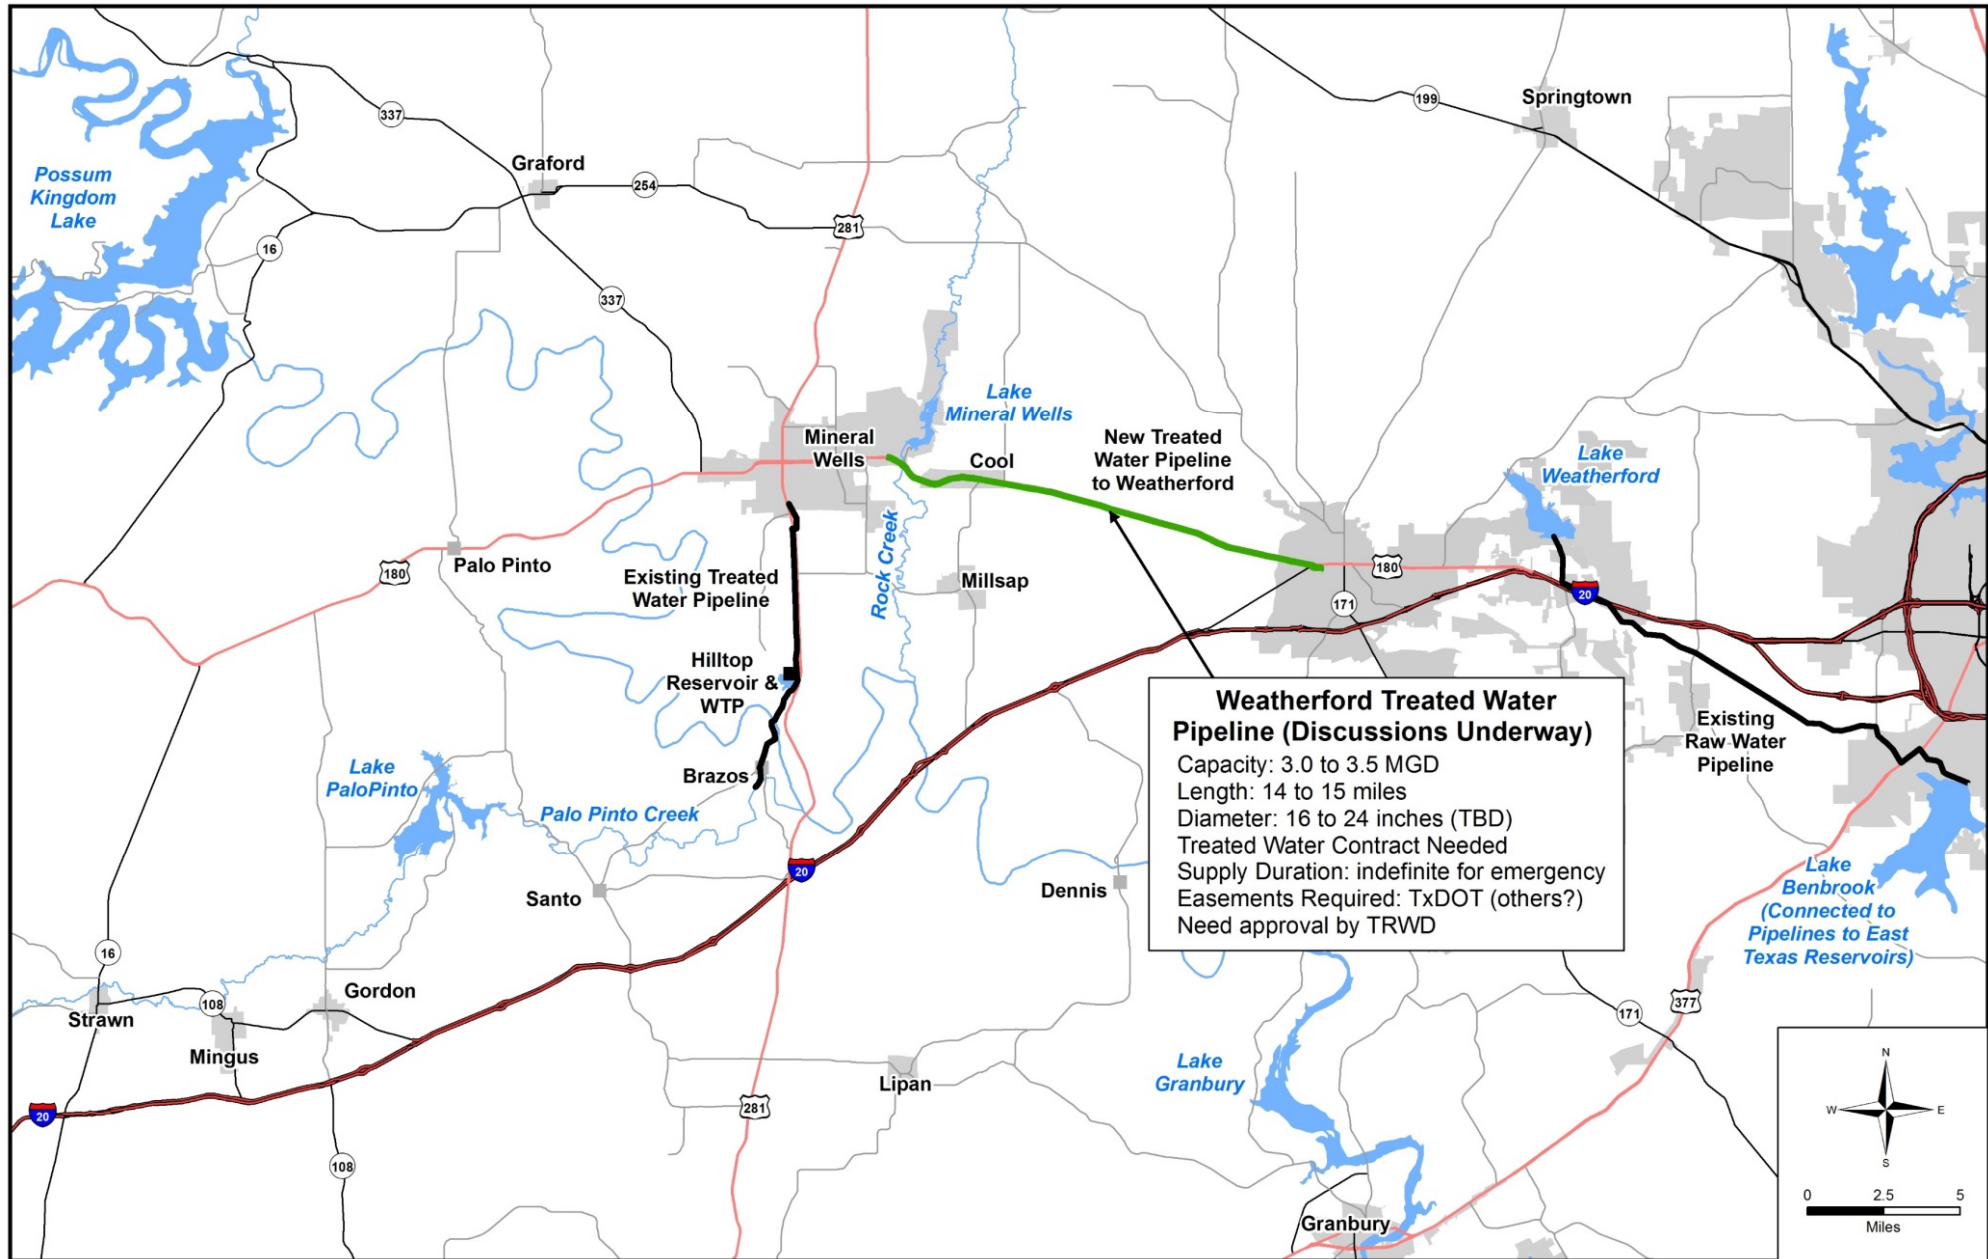 199
Springtown
337
Graford
254
Possum
Kingdom
Lake
281
16
337
Lake
Mineral Wells
Mineral
Wells
Cool
New Treated
Water Pipeline
to Weatherford
Lake
Weatherford
Rock Creek
180
Palo Pinto
Existing Treated
Water Pipeline
Millsap
180
20
171
Hilltop
Reservoir &
WTP
Weatherford Treated Water
Pipeline (Discussions Underway)
Capacity: 3.0 to 3.5 MGD
Length: 14 to 15 miles
Diameter: 16 to 24 inches (TBD)
Treated Water Contract Needed
Supply Duration: indefinite for emergency
Easements Required: TxDOT (others?)
Need approval by TRWD
Existing
Raw Water
Pipeline
Brazos
Lake
PaloPinto
Palo Pinto Creek
20
Santo
Dennis
Lake
Benbrook
(Connected to
Pipelines to East
Texas Reservoirs)
16
108
Gordon
Strawn
Mingus
377
171
Lake
Granbury
Lipan
281
20
108
Granbury
N
W
E
S
0 2.5 5
Miles